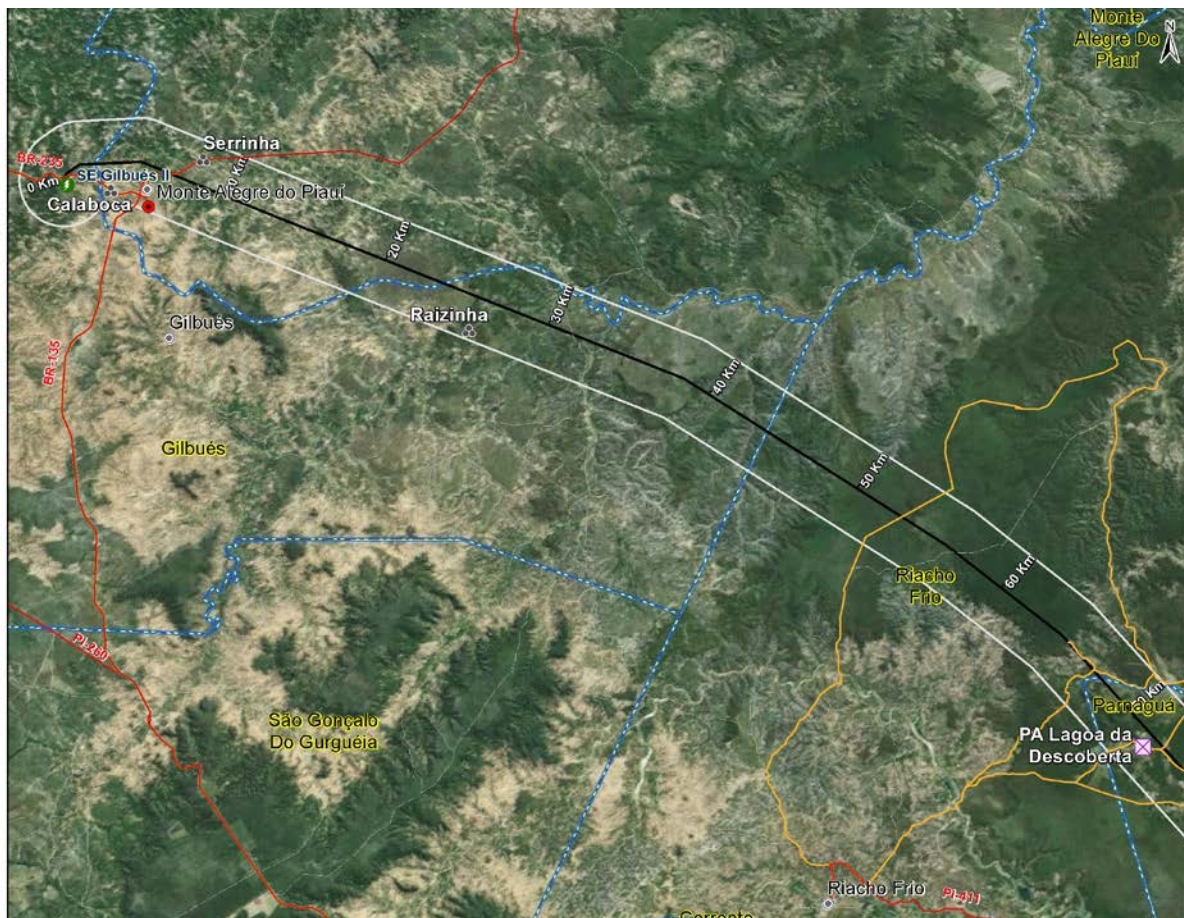 Monte
Alegre Do
Piauí
N
Serrinha
BR-235
0 Km
SE Gilbués II
Monte Alegre do Piauí
Calaboca
20 Km
Raizinha
30 Km
Gilbués
BR-135
40 Km
Gilbués
50 Km
Riacho
Frio
60 Km
PI-260
Parnaguá
São Gonçalo
Do Gurguéia
PA Lagoa da
Descoberta
Riacho Frio
PI-411